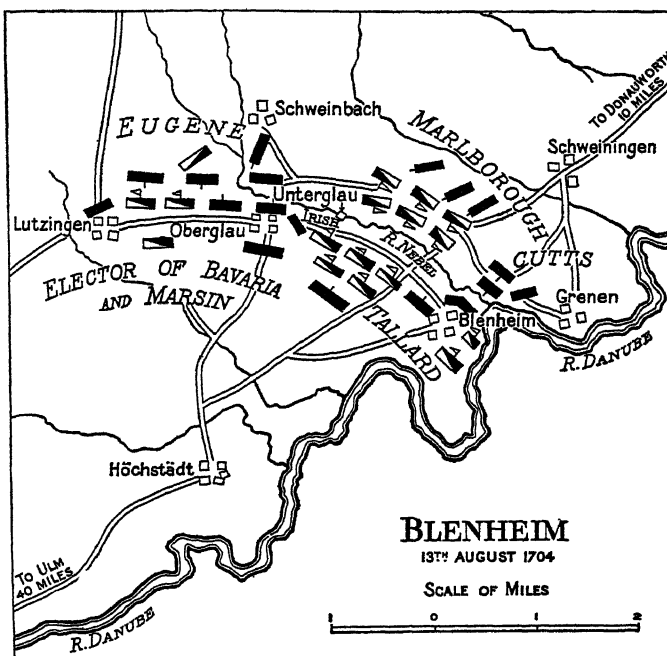 TO DONAUWORTH
10 MILES
Schweinbach
EUGENE
MARLBOROUGH
Schweiningen
Unterglau
Lutzingen
Oberglau
IRISH
R. NEBEL
CUTTS
ELECTOR OF BAVARIA
AND MARSIN
TALLARD
Blenheim
Grenen
R. DANUBE
Höchstädt
BLENHEIM
13TH AUGUST 1704
SCALE OF MILES
1 0 1 2
TO ULM
40 MILES
R. DANUBE